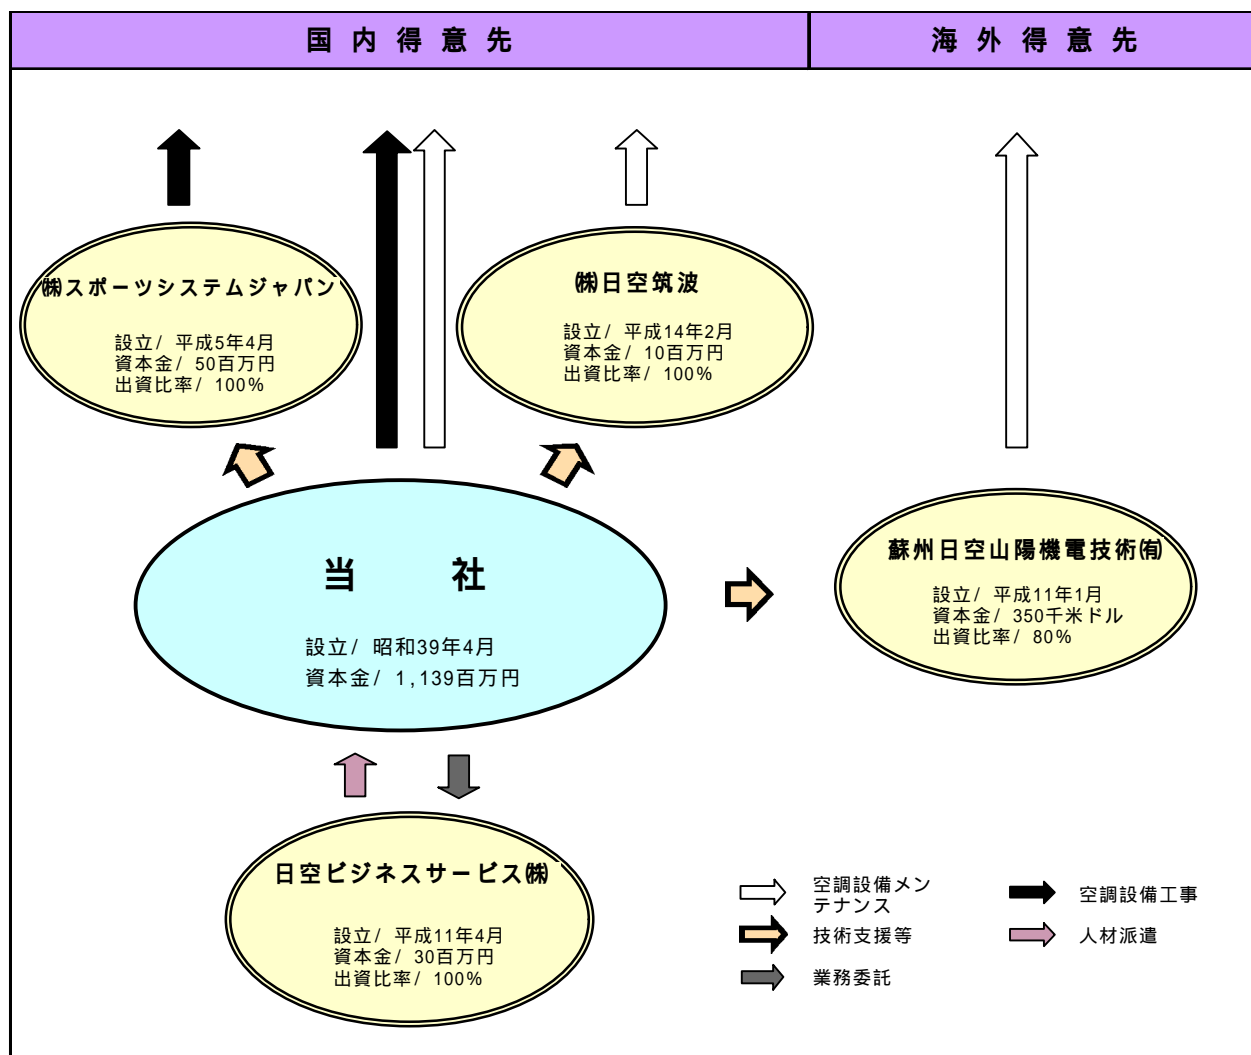 国内得意先
海外得意先
㈱スポーツシステムジャパン
設立/ 平成5年4月
資本金/ 50百万円
出資比率/ 100%
㈱日空筑波
設立/ 平成14年2月
資本金/ 10百万円
出資比率/ 100%
当　社
設立/ 昭和39年4月
資本金/ 1,139百万円
蘇州日空山陽機電技術㈲
設立/ 平成11年1月
資本金/ 350千米ドル
出資比率/ 80%
日空ビジネスサービス㈱
設立/ 平成11年4月
資本金/ 30百万円
出資比率/ 100%
空調設備メン
テナンス
空調設備工事
技術支援等
人材派遣
業務委託